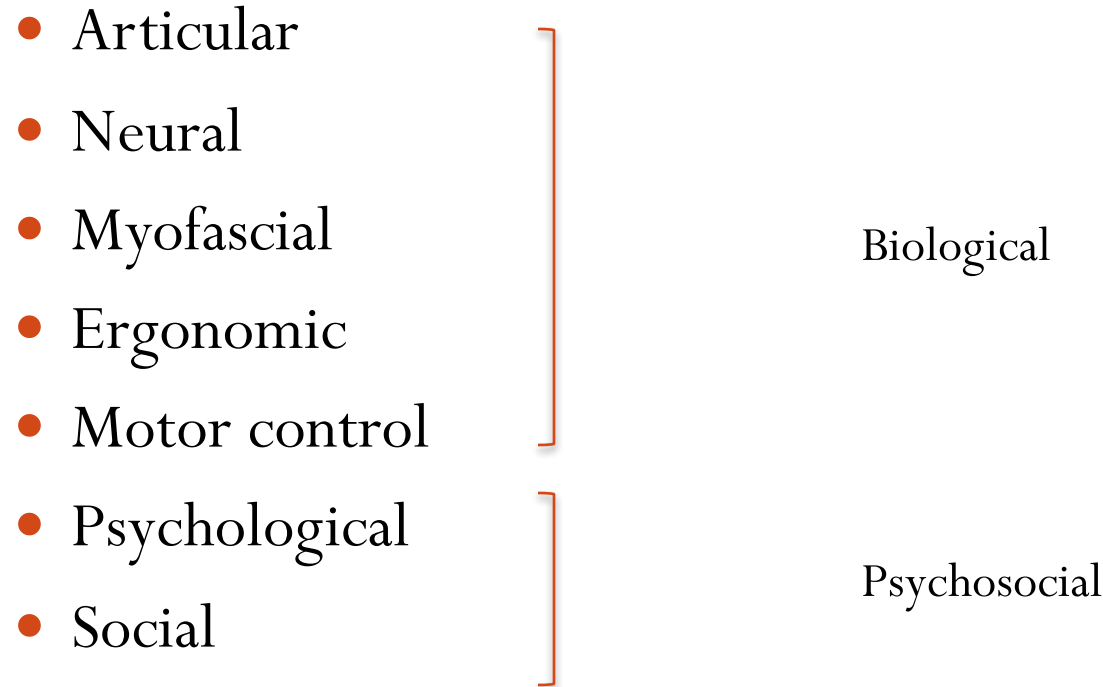 • Articular
• Neural
• Myofascial
• Ergonomic
• Motor control
• Psychological
• Social
Biological
Psychosocial